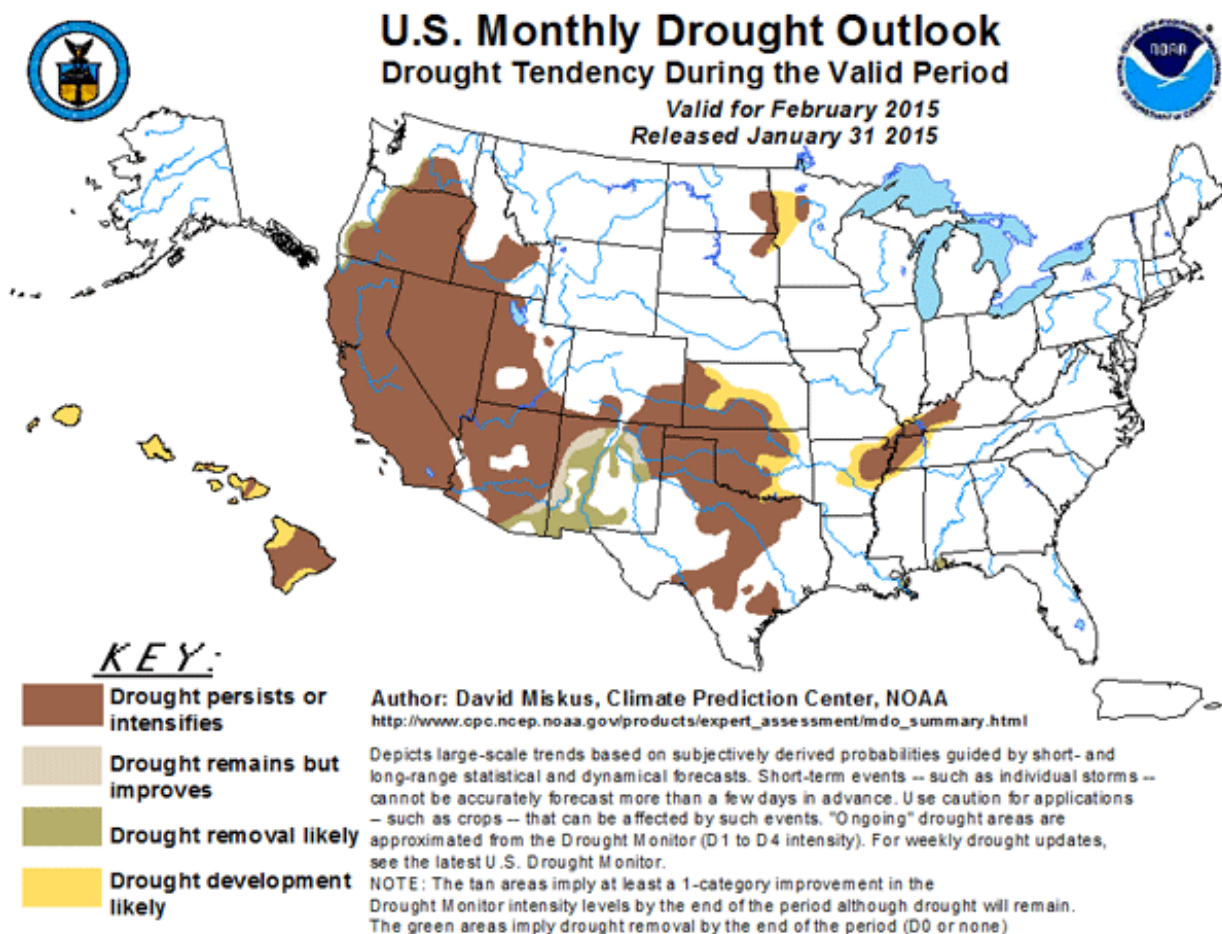 U.S. Monthly Drought Outlook
Drought Tendency During the Valid Period
Valid for February 2015
Released January 31 2015
NOAA
KEY:
Drought persists or
intensifies
Drought remains but
improves
Drought removal likely
Drought development
likely
Author: David Miskus, Climate Prediction Center, NOAA
http://www.cpc.ncep.noaa.gov/products/expert_assessment/mdo_summary.html
Depicts large-scale trends based on subjectively derived probabilities guided by short- and
long-range statistical and dynamical forecasts. Short-term events -- such as individual storms --
cannot be accurately forecast more than a few days in advance. Use caution for applications
-- such as crops -- that can be affected by such events. "Ongoing" drought areas are
approximated from the Drought Monitor (D1 to D4 intensity). For weekly drought updates,
see the latest U.S. Drought Monitor.
NOTE: The tan areas imply at least a 1-category improvement in the
Drought Monitor intensity levels by the end of the period although drought will remain.
The green areas imply drought removal by the end of the period (D0 or none)